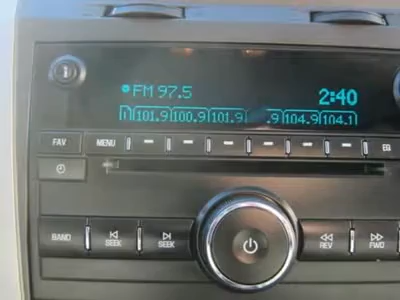 FM 97.5
2:40
1 101.9 100.9 101.9 .9 104.9 104.1
FAV MENU EQ
BAND SEEK SEEK REV FWD